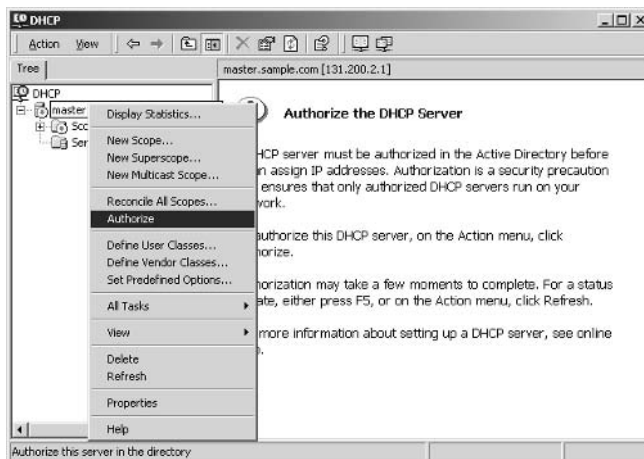 DHCP
Action View
Tree
master.sample.com [131.200.2.1]
DHCP
master
Sco
Ser
Display Statistics...
New Scope...
New Superscope...
New Multicast Scope...
Reconcile All Scopes...
Authorize
Define User Classes...
Define Vendor Classes...
Set Predefined Options...
All Tasks
View
Delete
Refresh
Properties
Help
Authorize the DHCP Server
HCP server must be authorized in the Active Directory before
n assign IP addresses. Authorization is a security precaution
ensures that only authorized DHCP servers run on your
work.
authorize this DHCP server, on the Action menu, click
horize.
horization may take a few moments to complete. For a status
ate, either press F5, or on the Action menu, click Refresh.
more information about setting up a DHCP server, see online
Authorize this server in the directory